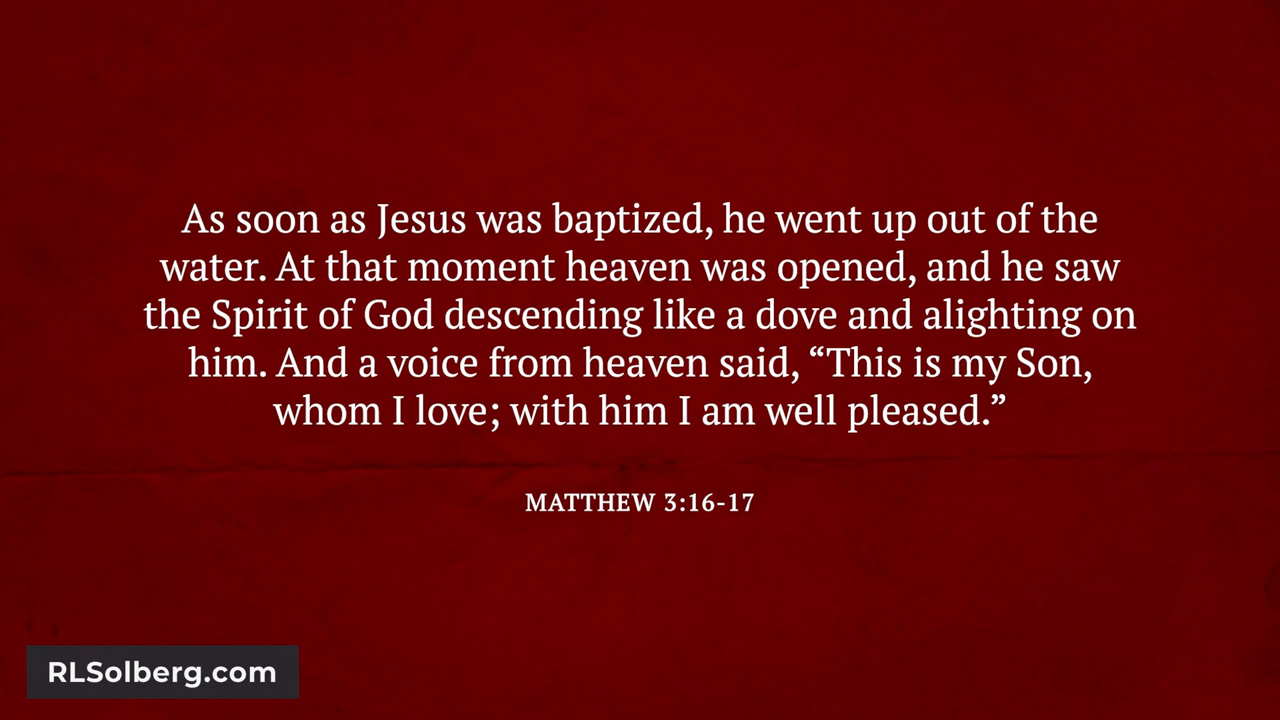 As soon as Jesus was baptized, he went up out of the
water. At that moment heaven was opened, and he saw
the Spirit of God descending like a dove and alighting on
him. And a voice from heaven said, “This is my Son,
whom I love; with him I am well pleased.”
MATTHEW 3:16-17
RLSolberg.com